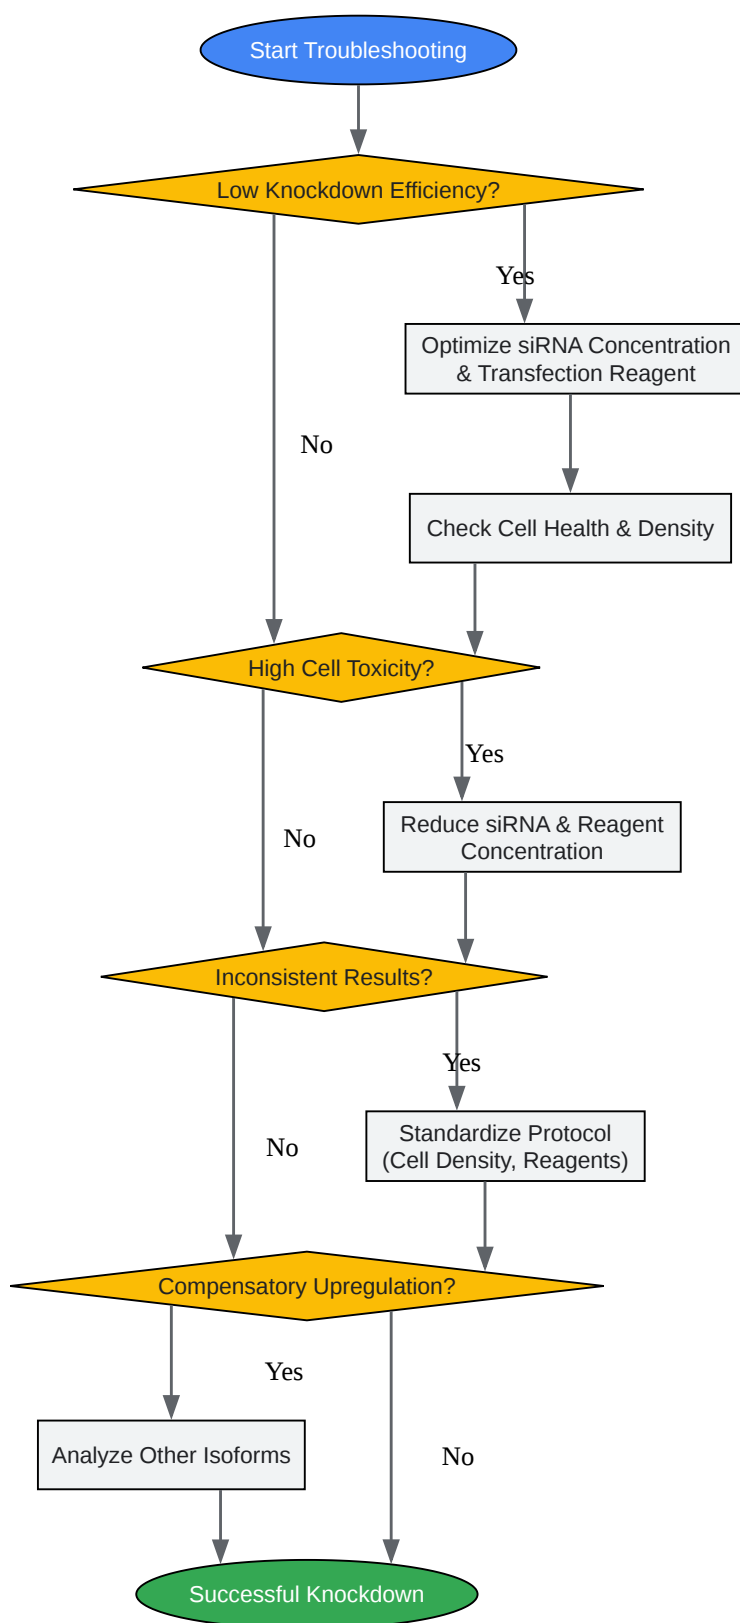 Start Troubleshooting
Low Knockdown Efficiency?
Yes
Optimize siRNA Concentration
& Transfection Reagent
No
Check Cell Health & Density
High Cell Toxicity?
Yes
Reduce siRNA & Reagent
Concentration
No
Inconsistent Results?
Yes
Standardize Protocol
(Cell Density, Reagents)
No
Compensatory Upregulation?
Yes
Analyze Other Isoforms
No
Successful Knockdown